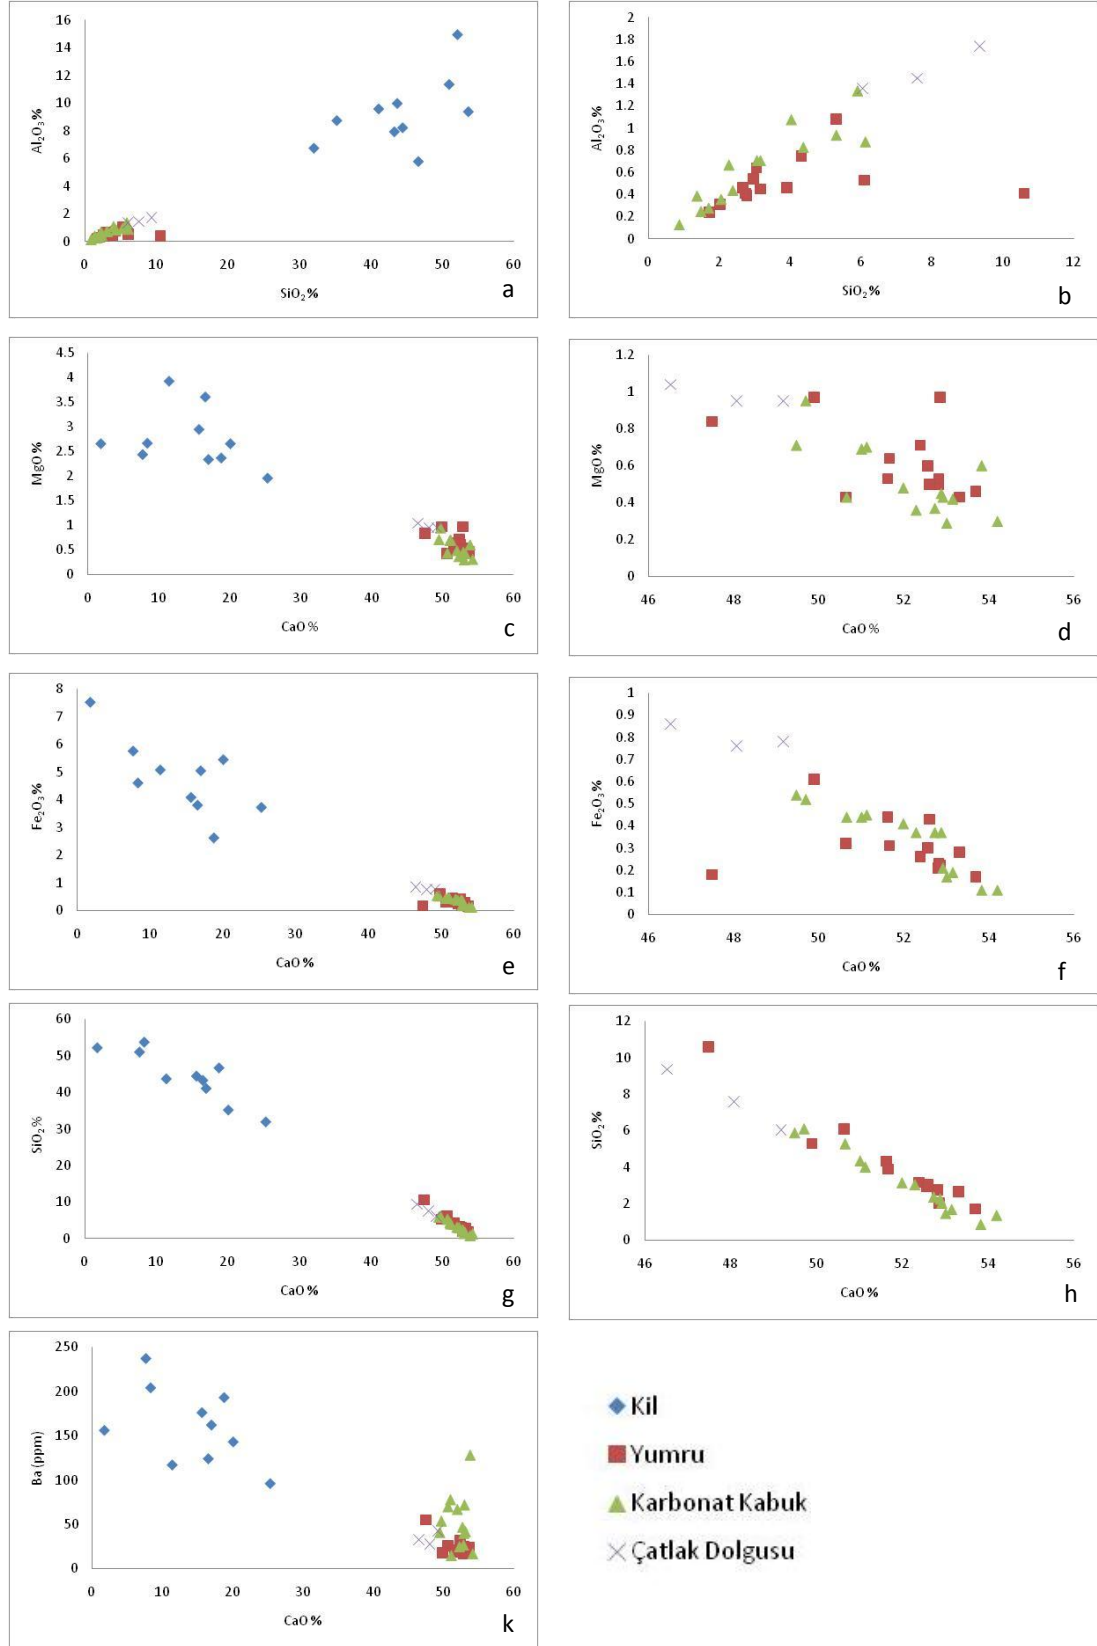 16
14
12
10
8
6
4
2
0
Al₂O₃%
0 10 20 30 40 50 60
SiO₂%
a
2
1.8
1.6
1.4
1.2
1
0.8
0.6
0.4
0.2
0
Al₂O₃%
0 2 4 6 8 10 12
SiO₂%
b
4.5
4
3.5
3
2.5
2
1.5
1
0.5
0
MgO%
0 10 20 30 40 50 60
CaO%
c
1.2
1
0.8
0.6
0.4
0.2
0
MgO%
46 48 50 52 54 56
CaO%
d
8
7
6
5
4
3
2
1
0
Fe₂O₃%
0 10 20 30 40 50 60
CaO%
e
1
0.9
0.8
0.7
0.6
0.5
0.4
0.3
0.2
0.1
0
Fe₂O₃%
46 48 50 52 54 56
CaO%
f
60
50
40
30
20
10
0
SiO₂%
0 10 20 30 40 50 60
CaO%
g
12
10
8
6
4
2
0
SiO₂%
46 48 50 52 54 56
CaO%
h
250
200
150
100
50
0
Ba (ppm)
0 10 20 30 40 50 60
CaO%
k
Kil
Yumru
Karbonat Kabuk
Çatlak Dolgusu